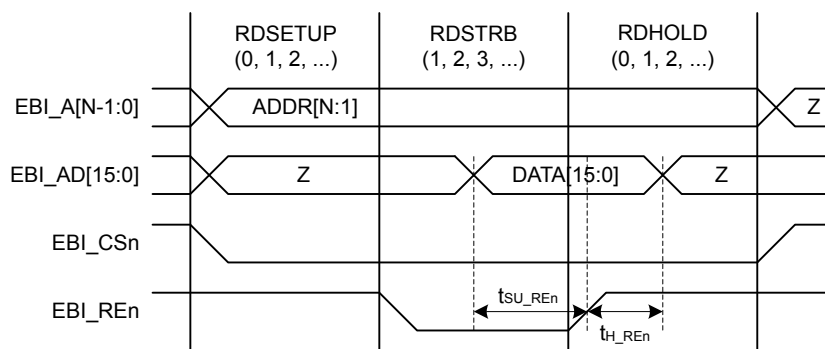 RDSETUP
(0, 1, 2, ...)
RDSTRB
(1, 2, 3, ...)
RDHOLD
(0, 1, 2, ...)
EBI_A[N-1:0]
ADDR[N:1]
Z
EBI_AD[15:0]
Z
DATA[15:0]
Z
EBI_CSn
EBI_REn
tSU_REn
tH_REn